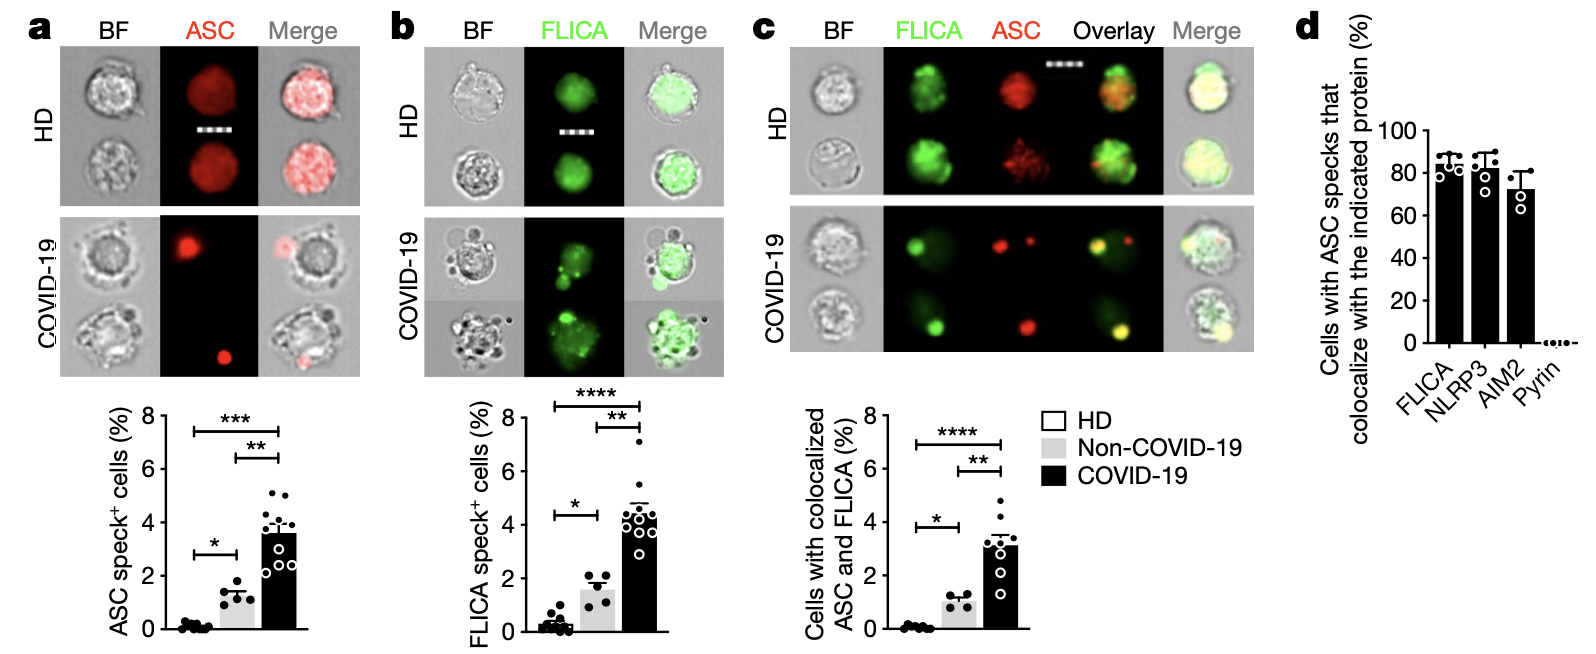 a
BF ASC Merge
HD
COVID-19
ASC speck+ cells (%)
8
6
4
2
0
***
**
*
b
BF FLICA Merge
HD
COVID-19
FLICA speck+ cells (%)
8
6
4
2
0
****
**
*
c
BF FLICA ASC Overlay Merge
HD
COVID-19
Cells with colocalized
ASC and FLICA (%)
8
6
4
2
0
****
**
*
HD
Non-COVID-19
COVID-19
d
Cells with ASC specks that
colocalize with the indicated protein (%)
100
80
60
40
20
0
FLICA
NLRP3
AIM2
Pyrin